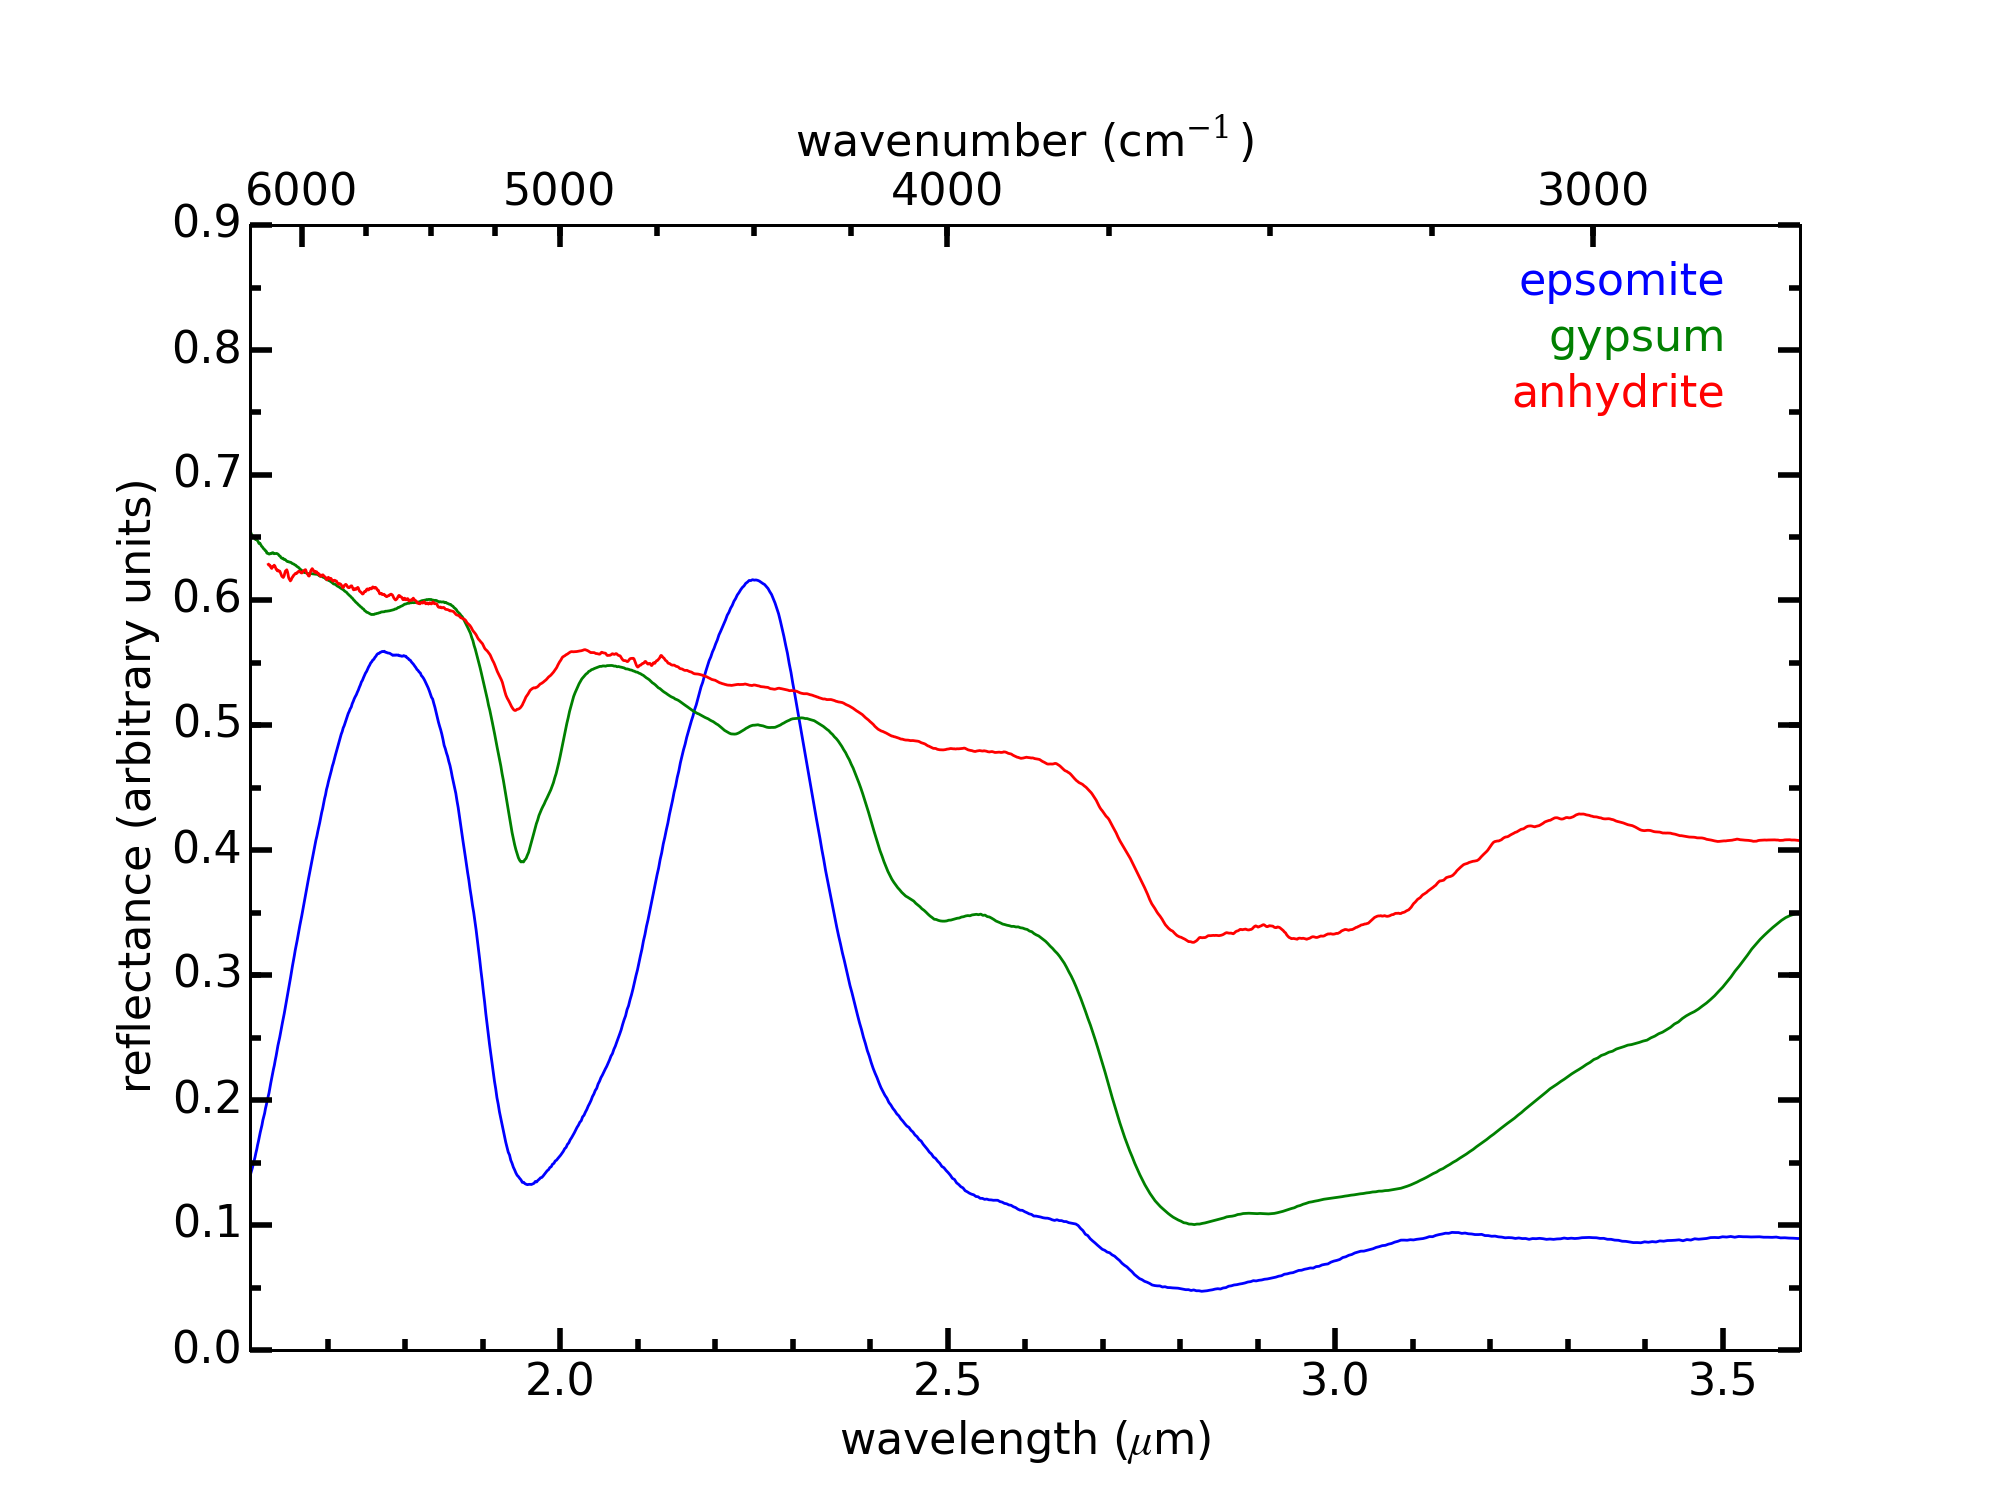 wavenumber (cm⁻¹)
6000 5000 4000 3000
0.9
epsomite
gypsum
anhydrite
0.8
0.7
0.6
0.5
0.4
0.3
0.2
0.1
0.0
reflectance (arbitrary units)
2.0 2.5 3.0 3.5
wavelength (μm)